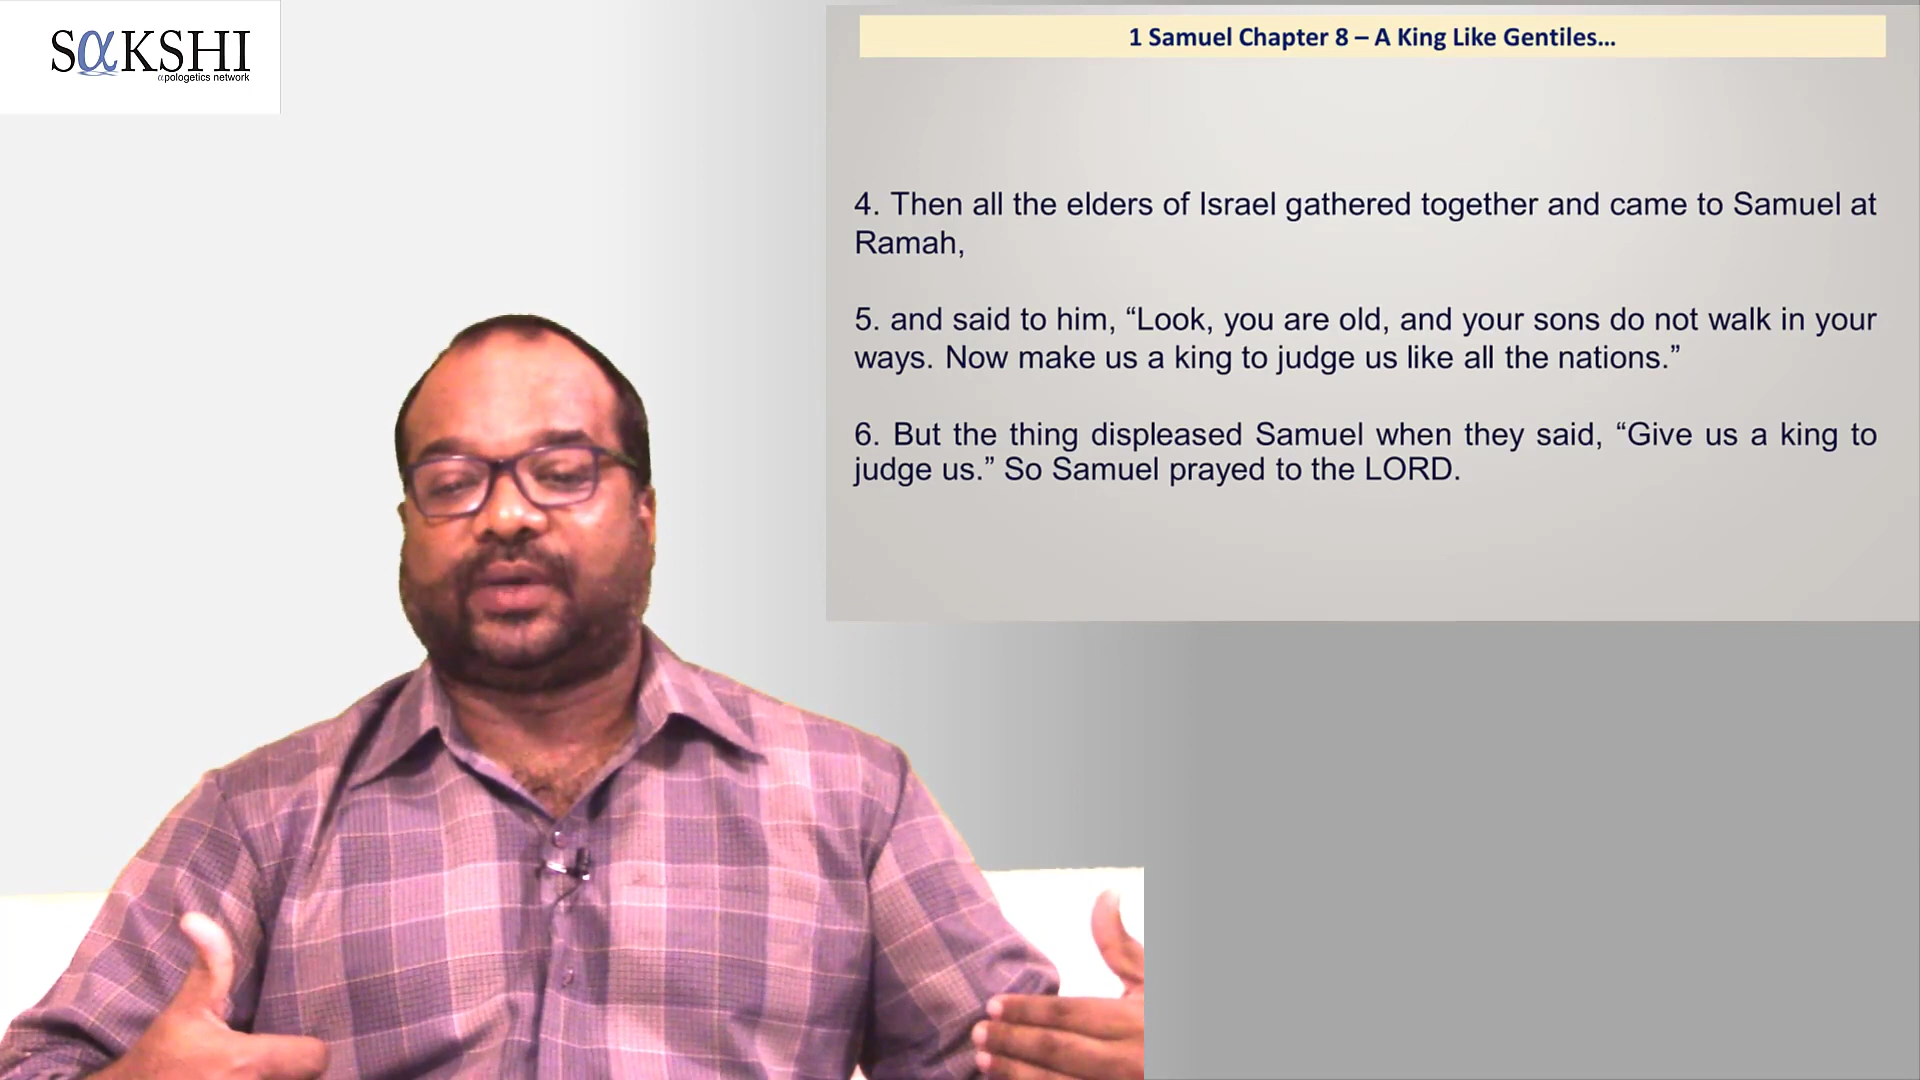 SαKSHI
αpologetics network
1 Samuel Chapter 8 – A King Like Gentiles...
4. Then all the elders of Israel gathered together and came to Samuel at
Ramah,
5. and said to him, “Look, you are old, and your sons do not walk in your
ways. Now make us a king to judge us like all the nations.”
6. But the thing displeased Samuel when they said, “Give us a king to
judge us.” So Samuel prayed to the LORD.